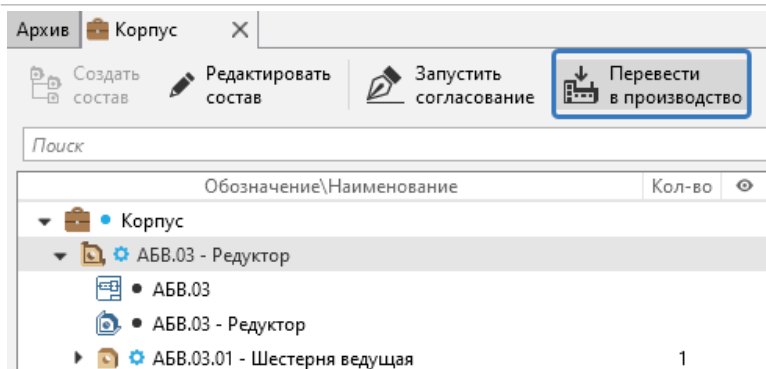 Архив Корпус
Создать состав Редактировать состав Запустить согласование Перевести в производство
Поиск
Обозначение\Наименование Кол-во
Корпус
АБВ.03 - Редуктор
АБВ.03
АБВ.03 - Редуктор
АБВ.03.01 - Шестерня ведущая 1